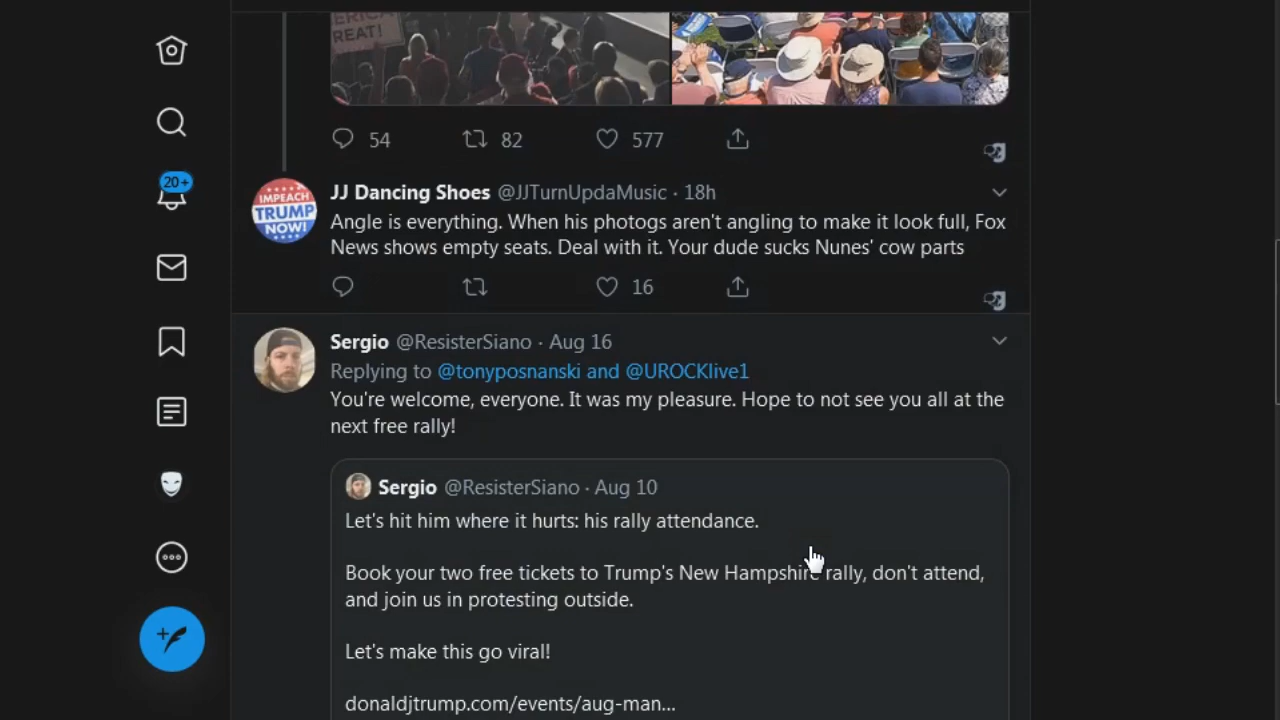 ERICA
REAT!
54 82 577
IMPEACH
TRUMP
NOW!
JJ Dancing Shoes @JJTurnUpdaMusic · 18h
Angle is everything. When his photogs aren't angling to make it look full, Fox
News shows empty seats. Deal with it. Your dude sucks Nunes' cow parts
16
20+
Sergio @ResisterSiano · Aug 16
Replying to @tonyposnanski and @UROCKlive1
You're welcome, everyone. It was my pleasure. Hope to not see you all at the
next free rally!
Sergio @ResisterSiano · Aug 10
Let's hit him where it hurts: his rally attendance.
Book your two free tickets to Trump's New Hampshire rally, don't attend,
and join us in protesting outside.
Let's make this go viral!
donaldjtrump.com/events/aug-man...